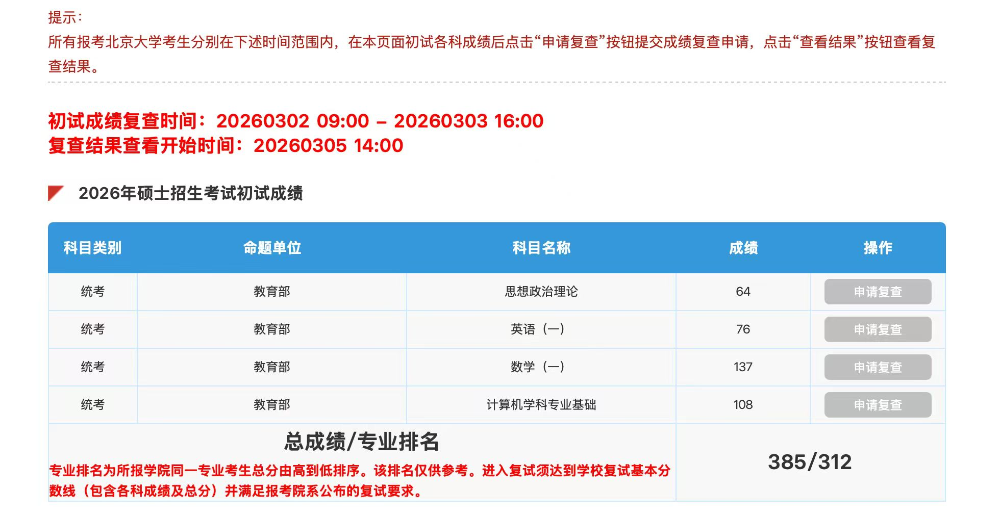 提示：
所有报考北京大学考生分别在下述时间范围内，在本页面初试各科成绩后点击“申请复查”按钮提交成绩复查申请，点击“查看结果”按钮查看复
查结果。
初试成绩复查时间：20260302 09:00 – 20260303 16:00
复查结果查看开始时间：20260305 14:00
2026年硕士招生考试初试成绩
科目类别 命题单位 科目名称 成绩 操作
统考 教育部 思想政治理论 64 申请复查
统考 教育部 英语（一） 76 申请复查
统考 教育部 数学（一） 137 申请复查
统考 教育部 计算机学科专业基础 108 申请复查
总成绩/专业排名
专业排名为所报学院同一专业考生总分由高到低排序。该排名仅供参考。进入复试须达到学校复试基本分
数线（包含各科成绩及总分）并满足报考院系公布的复试要求。
385/312